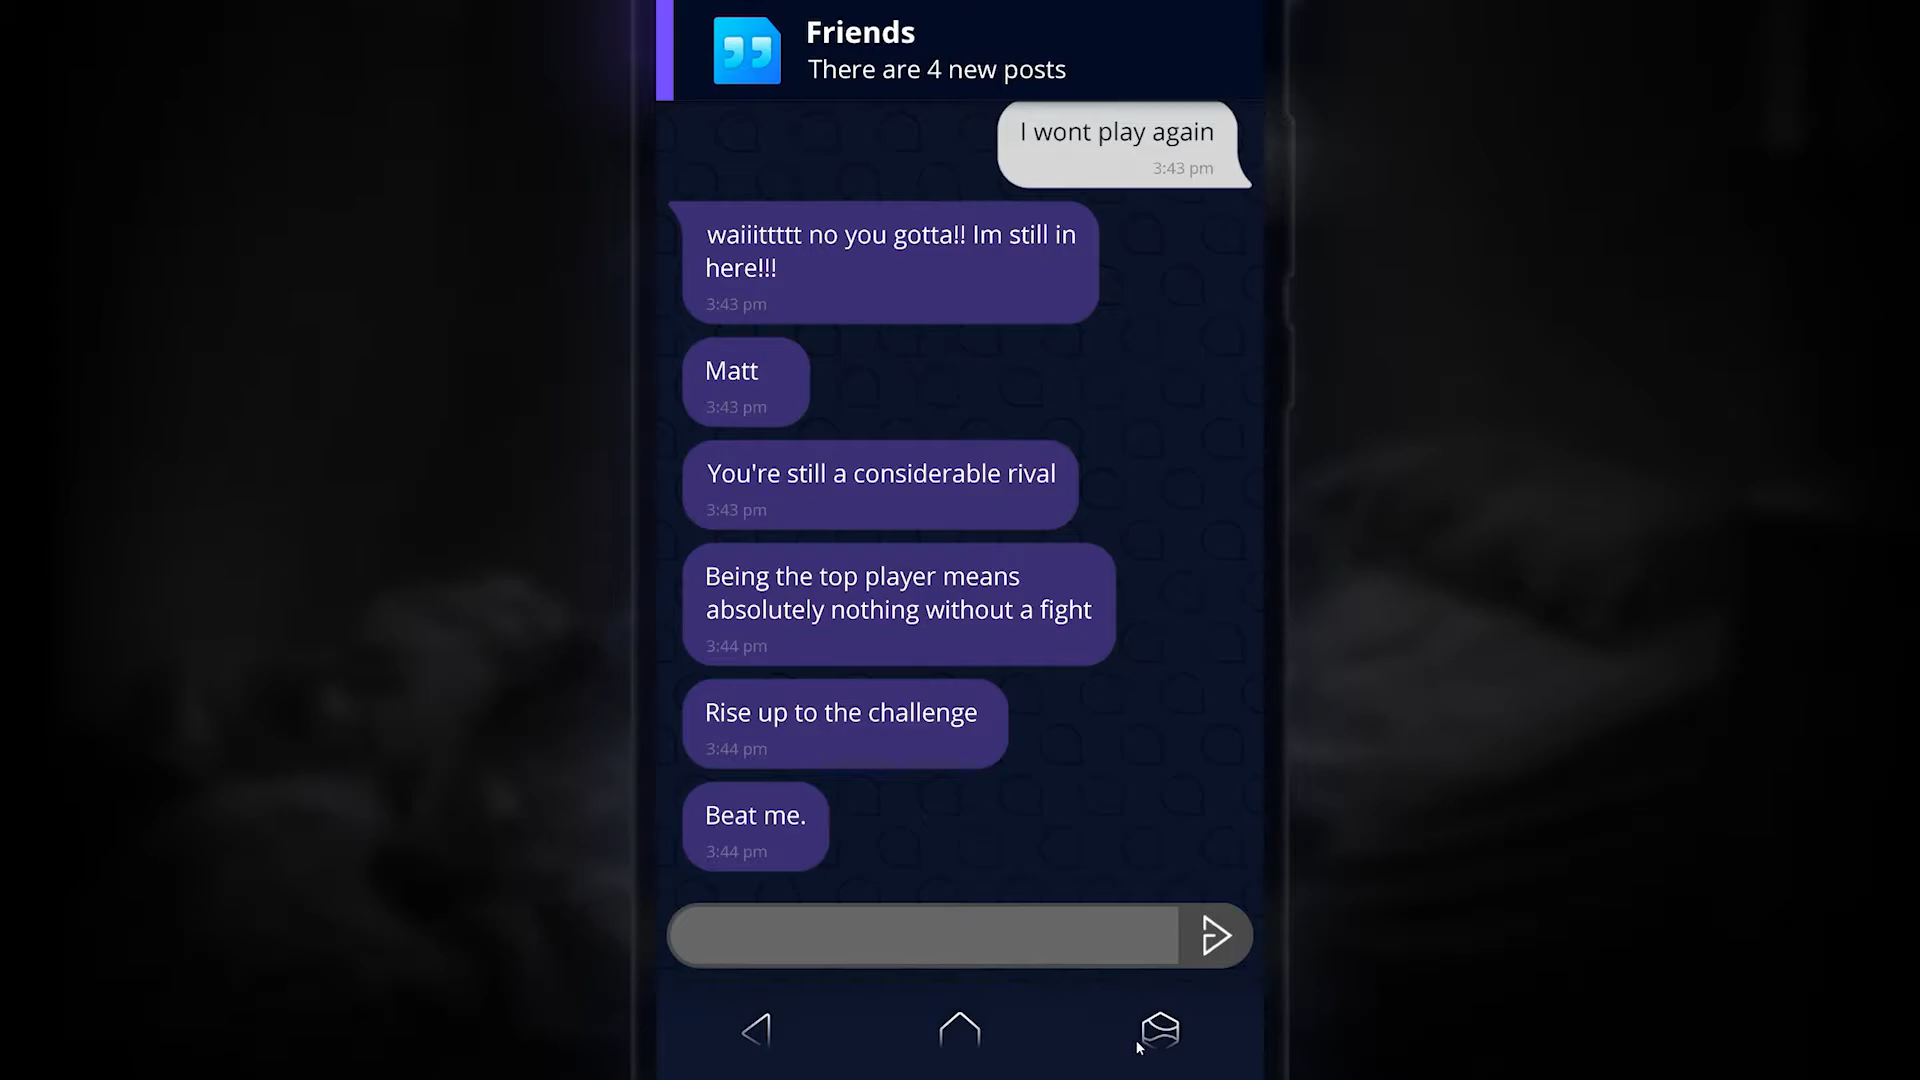 Friends
There are 4 new posts
I wont play again
3:43 pm
waiiittttt no you gotta!! Im still in
here!!!
3:43 pm
Matt
3:43 pm
You're still a considerable rival
3:43 pm
Being the top player means
absolutely nothing without a fight
3:44 pm
Rise up to the challenge
3:44 pm
Beat me.
3:44 pm